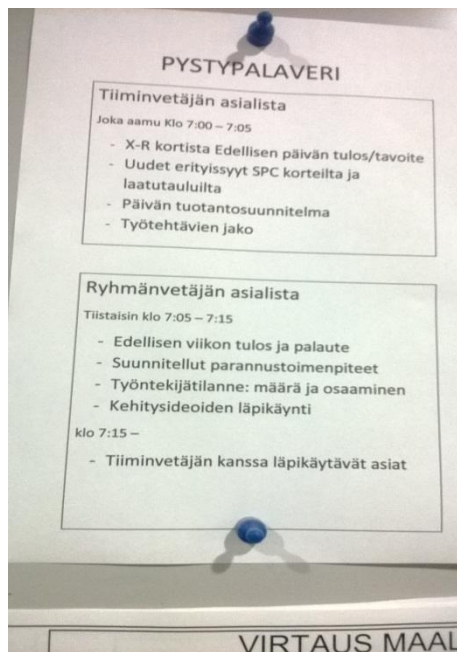 PYSTYPALAVERI
Tiiminvetäjän asialista
Joka aamu Klo 7:00 – 7:05
- X-R kortista Edellisen päivän tulos/tavoite
- Uudet erityissyyt SPC korteilta ja
laatutauluilta
- Päivän tuotantosuunnitelma
- Työtehtävien jako
Ryhmänvetäjän asialista
Tiistaisin klo 7:05 – 7:15
- Edellisen viikon tulos ja palaute
- Suunnitellut parannustoimenpiteet
- Työntekijätilanne: määrä ja osaaminen
- Kehitysideoiden läpikäynti
klo 7:15 –
- Tiiminvetäjän kanssa läpikäytävät asiat
VIRTAUS MAAL